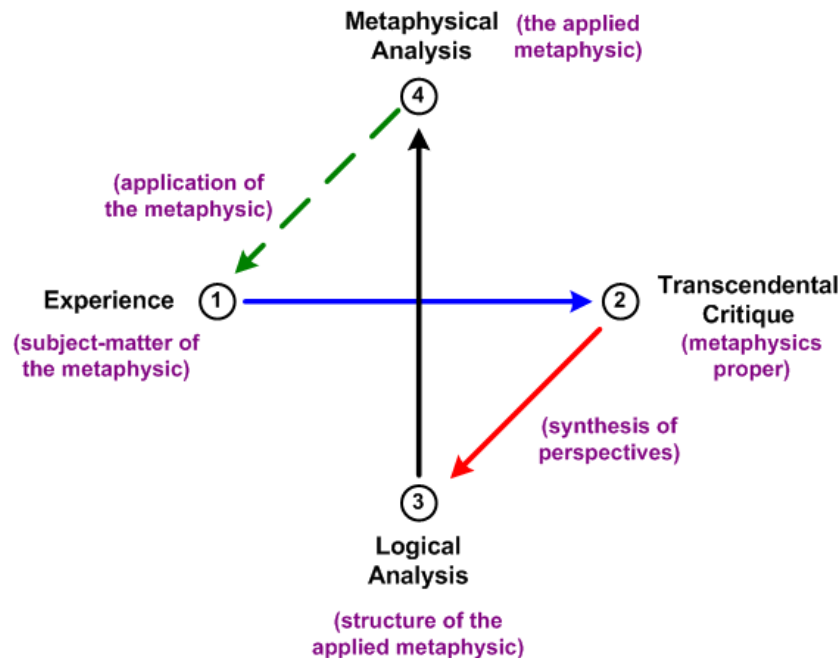 Metaphysical
Analysis
(the applied
metaphysic)
4
(application of
the metaphysic)
Experience
1
(subject-matter of
the metaphysic)
2
Transcendental
Critique
(metaphysics
proper)
(synthesis of
perspectives)
3
Logical
Analysis
(structure of the
applied metaphysic)